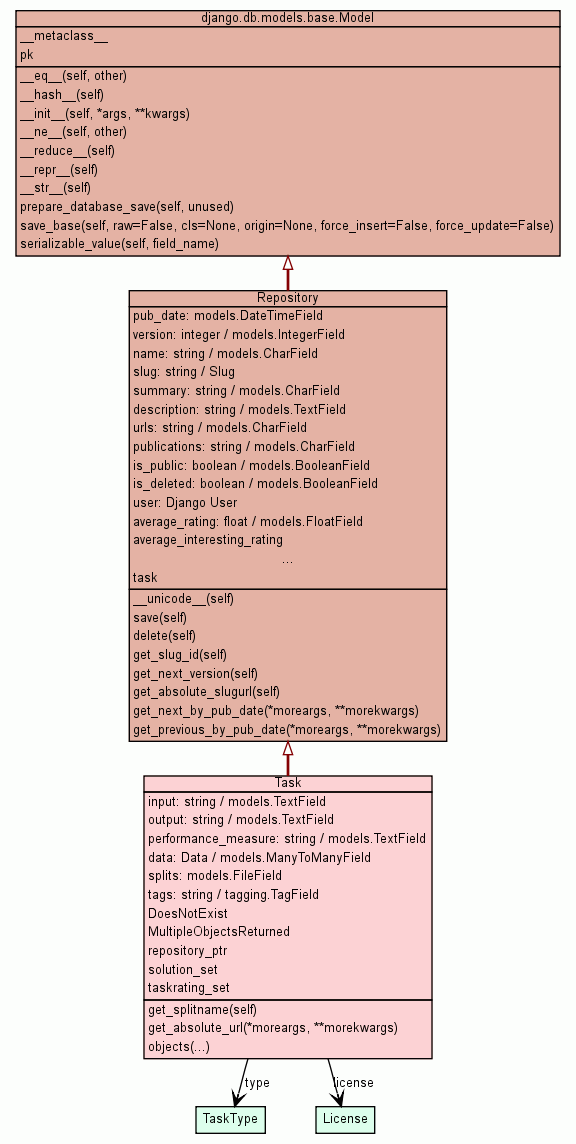 django.db.models.base.Model
__metaclass__
pk
__eq__(self, other)
__hash__(self)
__init__(self, *args, **kwargs)
__ne__(self, other)
__reduce__(self)
__repr__(self)
__str__(self)
prepare_database_save(self, unused)
save_base(self, raw=False, cls=None, origin=None, force_insert=False, force_update=False)
serializable_value(self, field_name)
Repository
pub_date: models.DateTimeField
version: integer / models.IntegerField
name: string / models.CharField
slug: string / Slug
summary: string / models.CharField
description: string / models.TextField
urls: string / models.CharField
publications: string / models.CharField
is_public: boolean / models.BooleanField
is_deleted: boolean / models.BooleanField
user: Django User
average_rating: float / models.FloatField
average_interesting_rating
...
task
__unicode__(self)
save(self)
delete(self)
get_slug_id(self)
get_next_version(self)
get_absolute_slugurl(self)
get_next_by_pub_date(*moreargs, **morekwargs)
get_previous_by_pub_date(*moreargs, **morekwargs)
Task
input: string / models.TextField
output: string / models.TextField
performance_measure: string / models.TextField
data: Data / models.ManyToManyField
splits: models.FileField
tags: string / tagging.TagField
DoesNotExist
MultipleObjectsReturned
repository_ptr
solution_set
taskrating_set
get_splitname(self)
get_absolute_url(*moreargs, **morekwargs)
objects(...)
type license
TaskType License